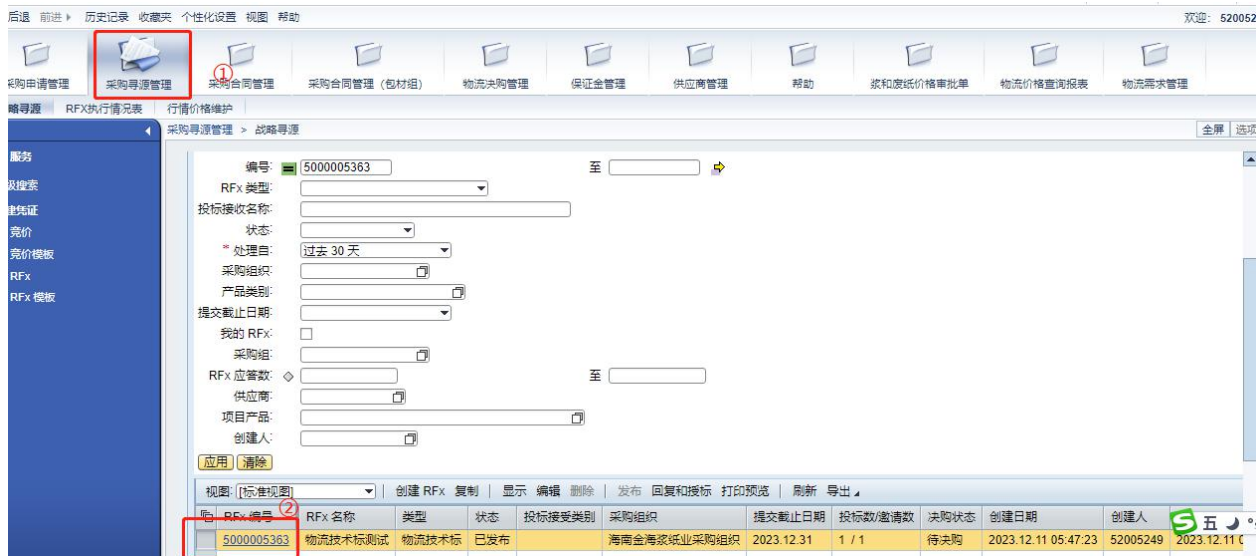 后退 前进 历史记录 收藏夹 个性化设置 视图 帮助 欢迎: 520052
采购申请管理 采购寻源管理 ① 采购合同管理 采购合同管理 (包材组) 物流决购管理 保证金管理 供应商管理 帮助 浆和废纸价格审批单 物流价格查询报表 物流需求管理
略寻源 RFX执行情况表 行情价格维护
采购寻源管理 > 战略寻源 全屏 选项
服务
级搜索
建凭证
竞价
竞价模板
RFx
RFx 模板
编号: 5000005363 至
RFx 类型:
投标接收名称:
状态:
* 处理自: 过去 30 天
采购组织:
产品类别:
提交截止日期:
我的 RFx:
采购组:
RFx 应答数: 至
供应商:
项目产品:
创建人:
应用 清除
视图: [标准视图] 创建 RFx 复制 显示 编辑 删除 发布 回复和授标 打印预览 刷新 导出
RFx 编号 ② RFx 名称 类型 状态 投标接受类别 采购组织 提交截止日期 投标数/邀请数 决购状态 创建日期 创建人 五
5000005363 物流技术标测试 物流技术标 已发布 海南金海浆纸业采购组织 2023.12.31 1 / 1 待决购 2023.12.11 05:47:23 52005249 2023.12.11